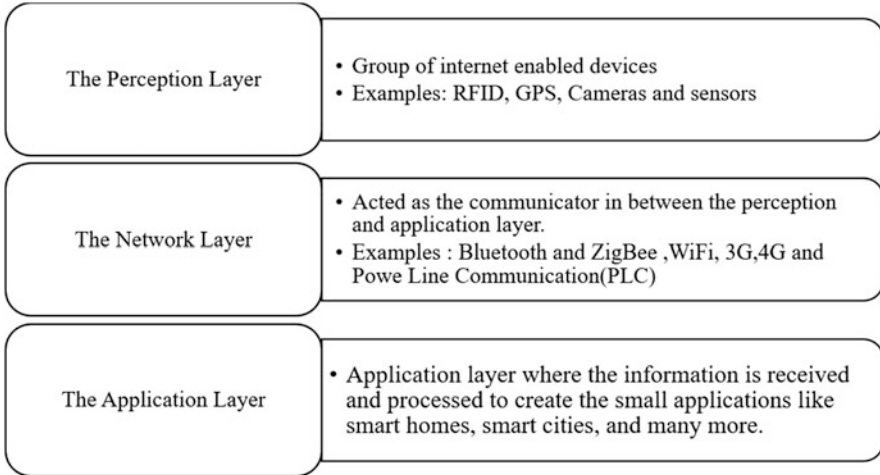 The Perception Layer
• Group of internet enabled devices
• Examples: RFID, GPS, Cameras and sensors
The Network Layer
• Acted as the communicator in between the perception
and application layer.
• Examples : Bluetooth and ZigBee ,WiFi, 3G,4G and
Powe Line Communication(PLC)
The Application Layer
• Application layer where the information is received
and processed to create the small applications like
smart homes, smart cities, and many more.